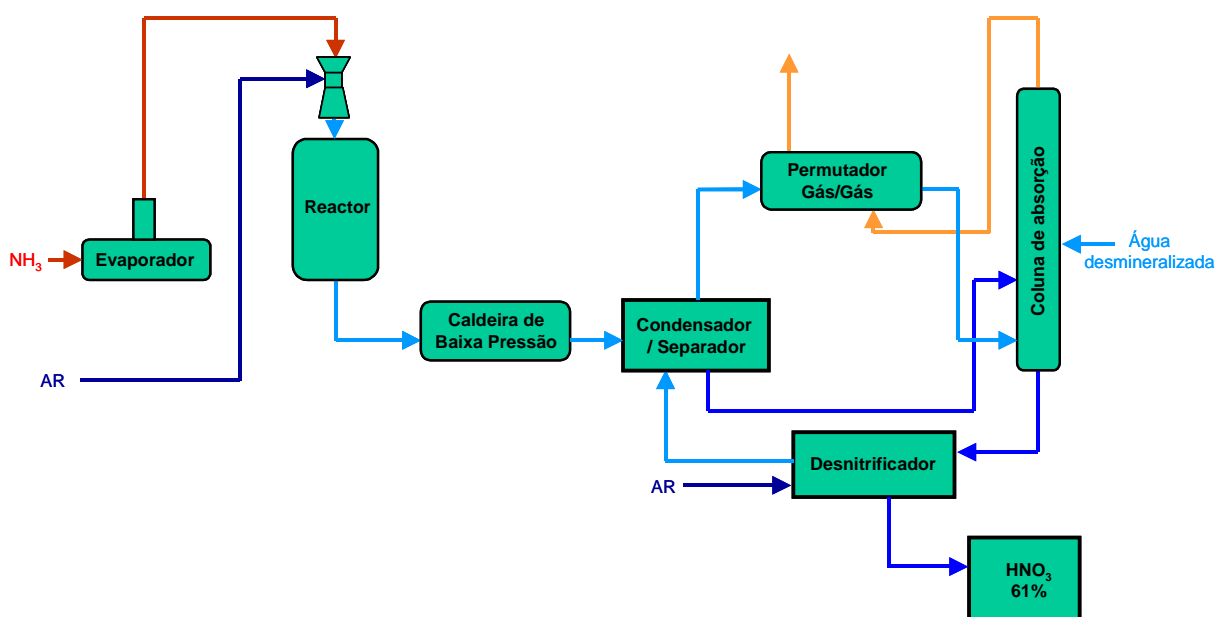 Permutador
Gás/Gás
Coluna de absorção
Reactor
Água
desmineralizada
NH₃
Evaporador
Caldeira de
Baixa Pressão
Condensador
/ Separador
AR
Desnitrificador
AR
HNO₃
61%